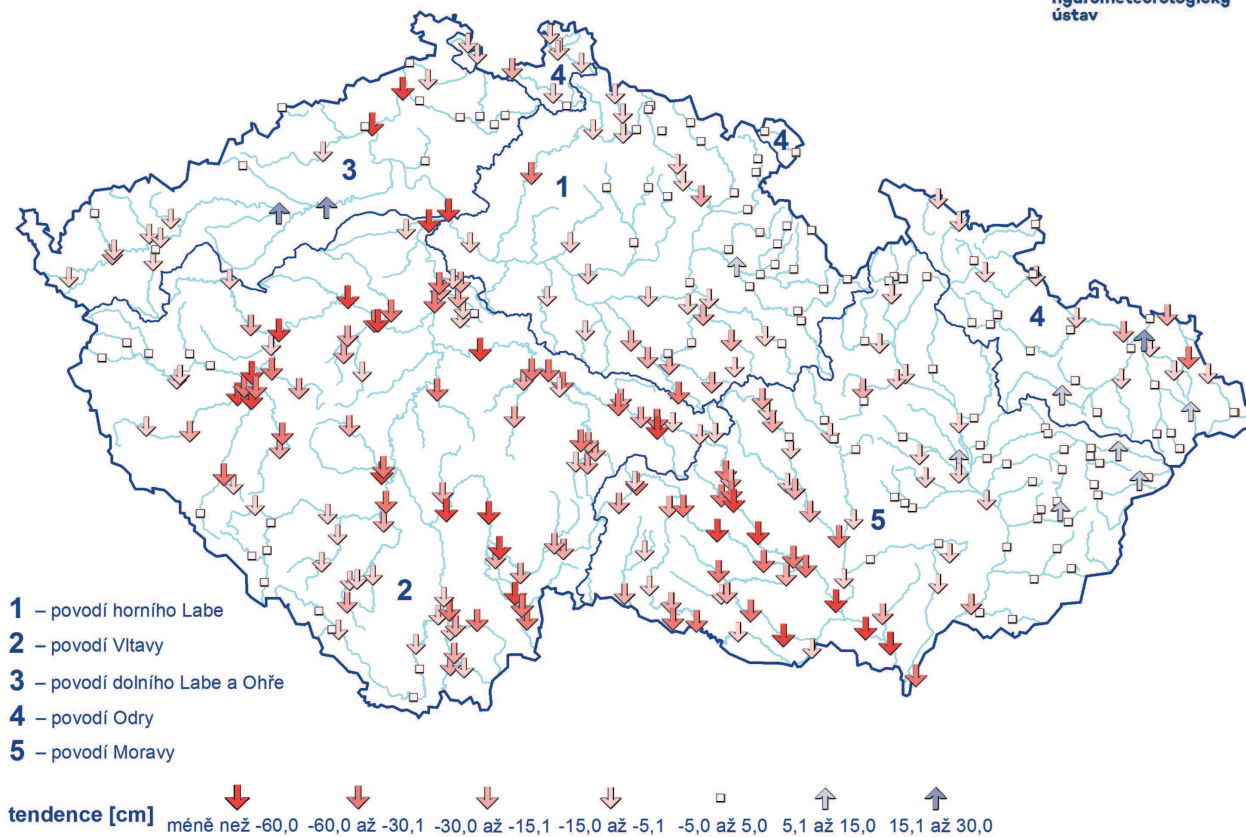 ústav
4
4
3
1
4
5
2
1 – povodí horního Labe
2 – povodí Vltavy
3 – povodí dolního Labe a Ohře
4 – povodí Odry
5 – povodí Moravy
tendence [cm]
méně než -60,0 -60,0 až -30,1 -30,0 až -15,1 -15,0 až -5,1 -5,0 až 5,0 5,1 až 15,0 15,1 až 30,0